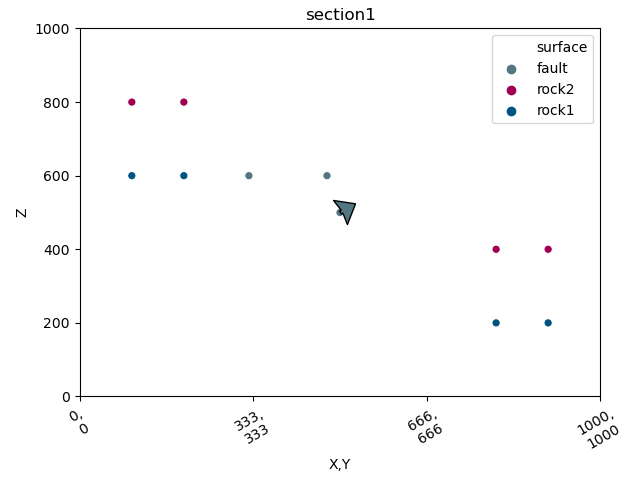 section1
1000
800
600
400
200
0
Z
surface
fault
rock2
rock1
0,
0
333,
333
666,
666
1000,
1000
X,Y